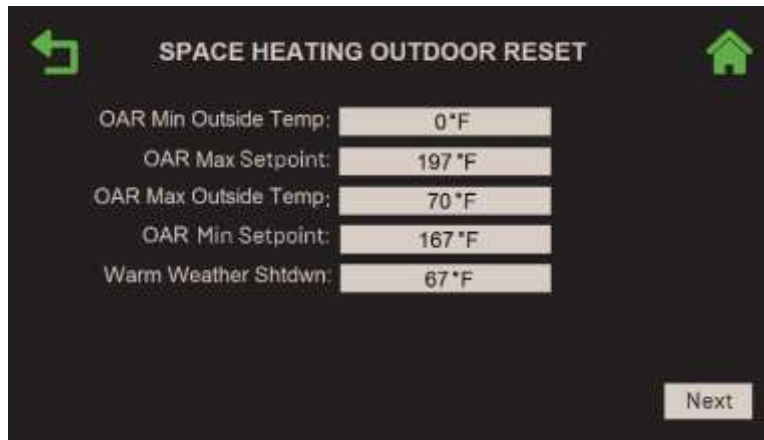 SPACE HEATING OUTDOOR RESET
OAR Min Outside Temp: 0°F
OAR Max Setpoint: 197 °F
OAR Max Outside Temp: 70 °F
OAR Min Setpoint: 167 °F
Warm Weather Shtdwn: 67 °F
Next